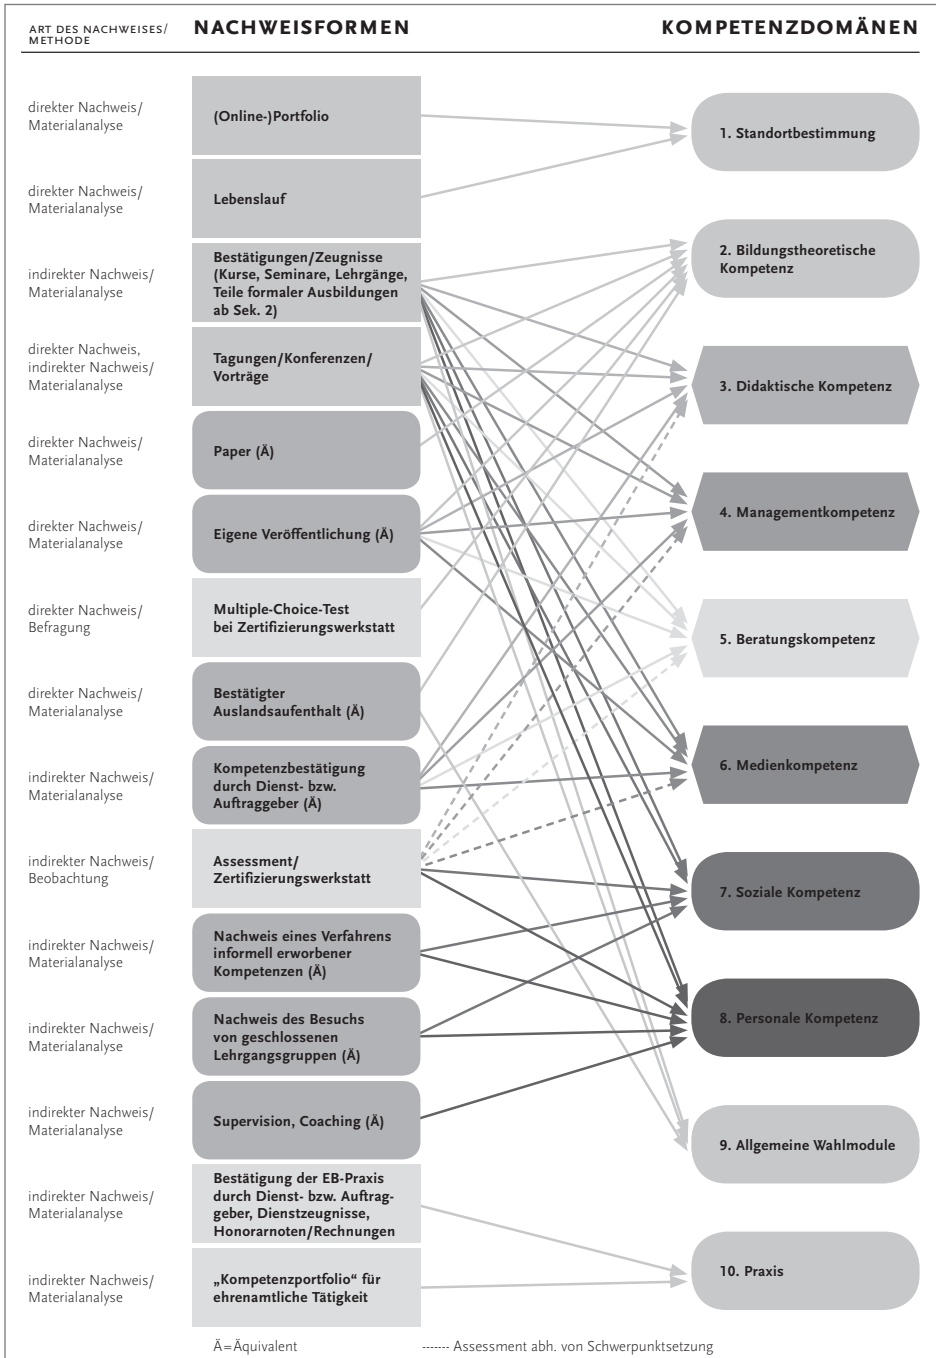 ART DES NACHWEISES/
METHODE
NACHWEISFORMEN
KOMPETENZDOMÄNEN
direkter Nachweis/
Materialanalyse
(Online-)Portfolio
direkter Nachweis/
Materialanalyse
Lebenslauf
indirekter Nachweis/
Materialanalyse
Bestätigungen/Zeugnisse
(Kurse, Seminare, Lehrgänge,
Teile formaler Ausbildungen
ab Sek. 2)
direkter Nachweis,
indirekter Nachweis/
Materialanalyse
Tagungen/Konferenzen/
Vorträge
direkter Nachweis/
Materialanalyse
Paper (Ä)
direkter Nachweis/
Materialanalyse
Eigene Veröffentlichung (Ä)
direkter Nachweis/
Befragung
Multiple-Choice-Test
bei Zertifizierungswerkstatt
direkter Nachweis/
Materialanalyse
Bestätigter
Auslandsaufenthalt (Ä)
indirekter Nachweis/
Materialanalyse
Kompetenzbestätigung
durch Dienst- bzw.
Auftraggeber (Ä)
indirekter Nachweis/
Beobachtung
Assessment/
Zertifizierungswerkstatt
indirekter Nachweis/
Materialanalyse
Nachweis eines Verfahrens
informell erworbener
Kompetenzen (Ä)
indirekter Nachweis/
Materialanalyse
Nachweis des Besuchs
von geschlossenen
Lehrgangsgruppen (Ä)
indirekter Nachweis/
Materialanalyse
Supervision, Coaching (Ä)
indirekter Nachweis/
Materialanalyse
Bestätigung der EB-Praxis
durch Dienst- bzw. Auftrag-
geber, Dienstzeugnisse,
Honorarnoten/Rechnungen
indirekter Nachweis/
Materialanalyse
„Kompetenzportfolio“ für
ehrenamtliche Tätigkeit
1. Standortbestimmung
2. Bildungstheoretische
Kompetenz
3. Didaktische Kompetenz
4. Managementkompetenz
5. Beratungskompetenz
6. Medienkompetenz
7. Soziale Kompetenz
8. Personale Kompetenz
9. Allgemeine Wahlmodule
10. Praxis
Ä=Äquivalent
------- Assessment abh. von Schwerpunktsetzung